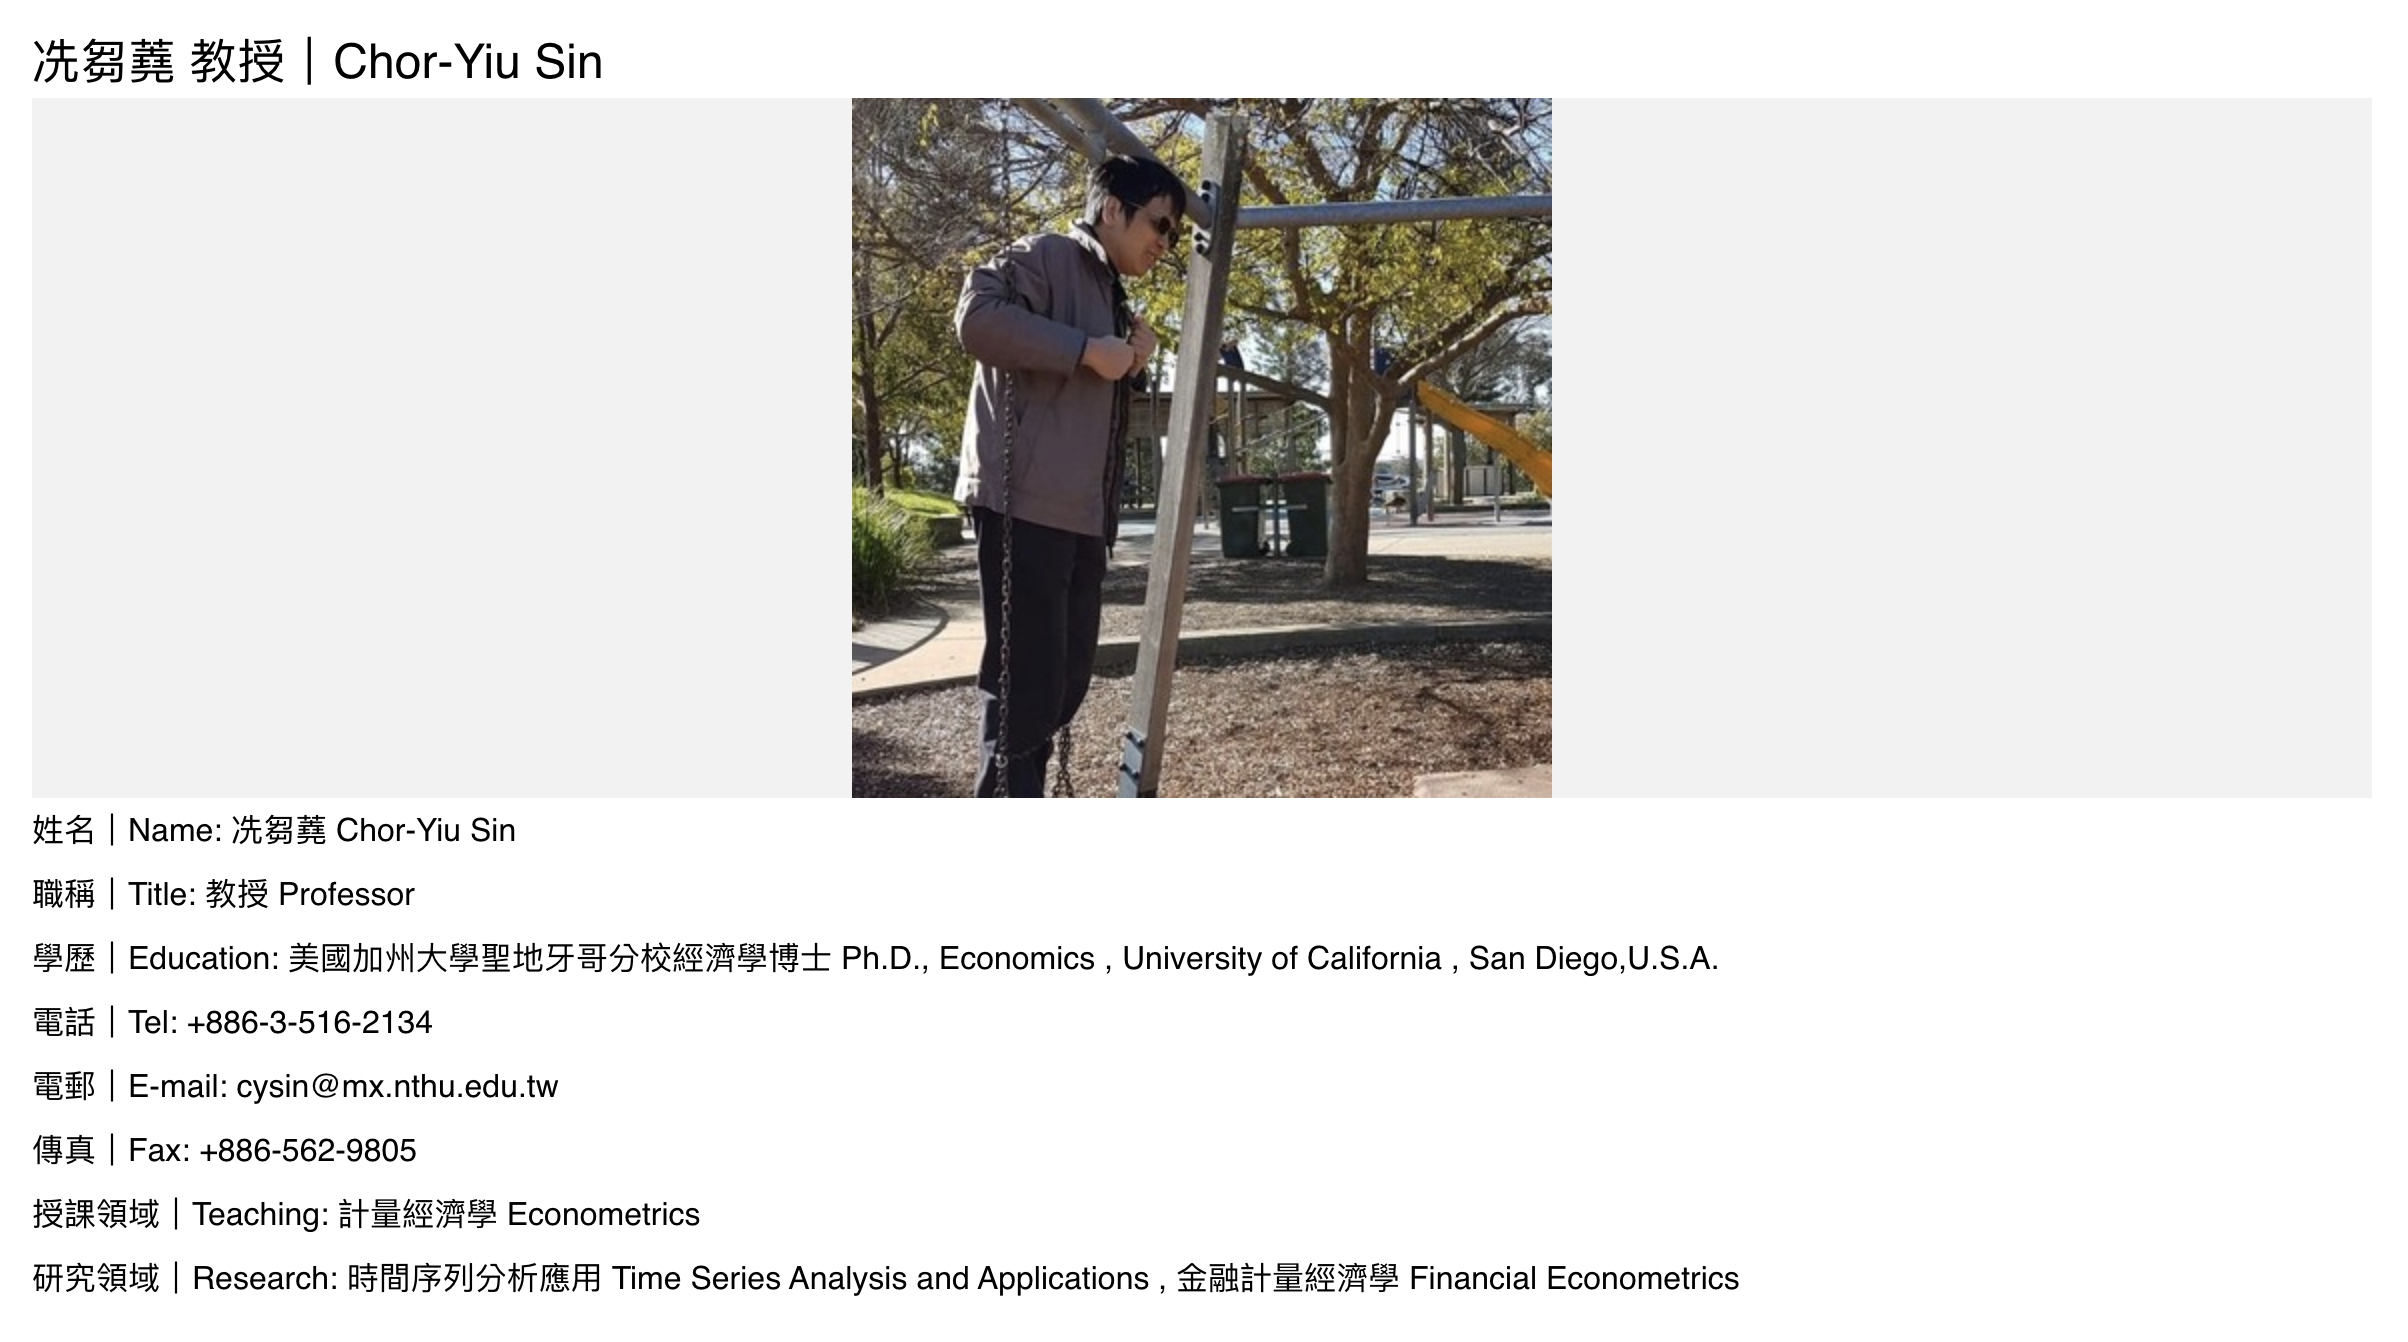 冼芻蕘 教授｜Chor-Yiu Sin
姓名｜Name: 冼芻蕘 Chor-Yiu Sin
職稱｜Title: 教授 Professor
學歷｜Education: 美國加州大學聖地牙哥分校經濟學博士 Ph.D., Economics , University of California , San Diego,U.S.A.
電話｜Tel: +886-3-516-2134
電郵｜E-mail: cysin@mx.nthu.edu.tw
傳真｜Fax: +886-562-9805
授課領域｜Teaching: 計量經濟學 Econometrics
研究領域｜Research: 時間序列分析應用 Time Series Analysis and Applications , 金融計量經濟學 Financial Econometrics